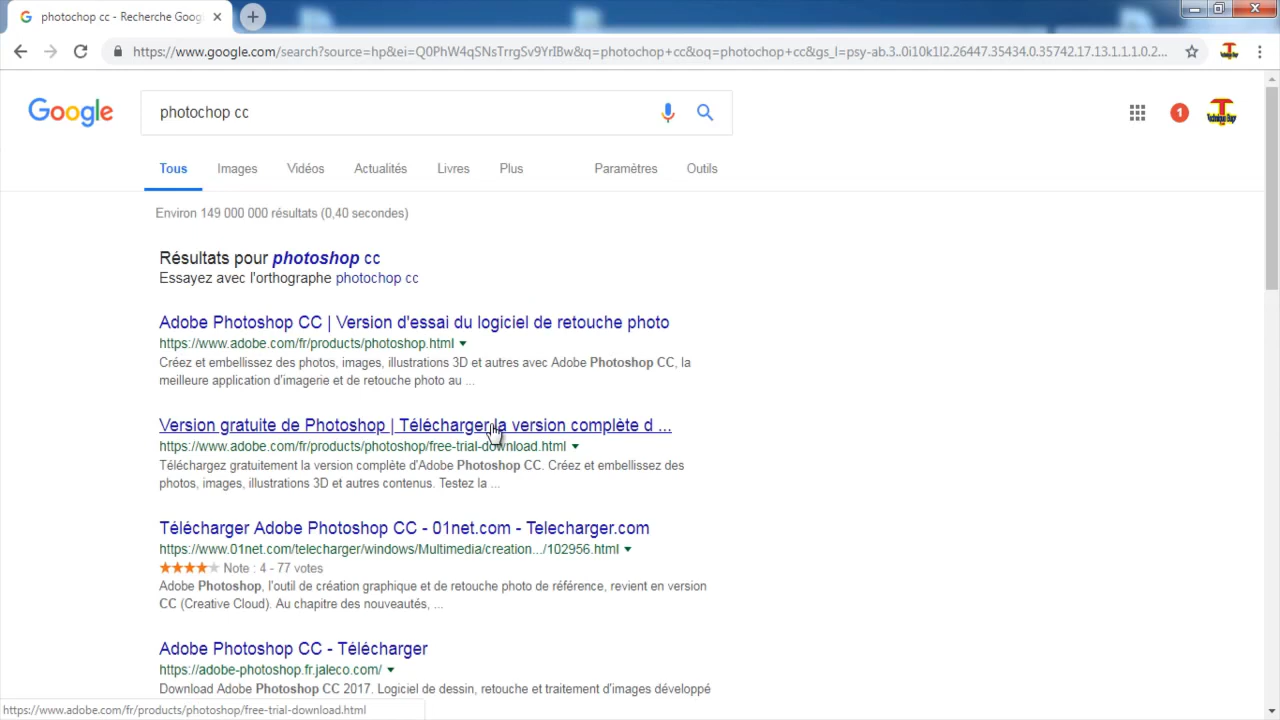 photochop cc - Recherche Goog
https://www.google.com/search?source=hp&ei=Q0PhW4qSNsTrrgSv9YrIBw&q=photochop+cc&oq=photochop+cc&gs_l=psy-ab.3..0i10k1l2.26447.35434.0.35742.17.13.1.1.1.0.2...
Google
photochop cc
1
Tous Images Vidéos Actualités Livres Plus Paramètres Outils
Environ 149 000 000 résultats (0,40 secondes)
Résultats pour photoshop cc
Essayez avec l'orthographe photochop cc
Adobe Photoshop CC | Version d'essai du logiciel de retouche photo
https://www.adobe.com/fr/products/photoshop.html
Créez et embellissez des photos, images, illustrations 3D et autres avec Adobe Photoshop CC, la
meilleure application d'imagerie et de retouche photo au ...
Version gratuite de Photoshop | Télécharger la version complète d ...
https://www.adobe.com/fr/products/photoshop/free-trial-download.html
Téléchargez gratuitement la version complète d'Adobe Photoshop CC. Créez et embellissez des
photos, images, illustrations 3D et autres contenus. Testez la ...
Télécharger Adobe Photoshop CC - 01net.com - Telecharger.com
https://www.01net.com/telecharger/windows/Multimedia/creation.../102956.html
Note : 4 - 77 votes
Adobe Photoshop, l'outil de création graphique et de retouche photo de référence, revient en version
CC (Creative Cloud). Au chapitre des nouveautés, ...
Adobe Photoshop CC - Télécharger
https://adobe-photoshop.fr.jaleco.com/
Download Adobe Photoshop CC 2017. Logiciel de dessin, retouche et traitement d'images développé
https://www.adobe.com/fr/products/photoshop/free-trial-download.html